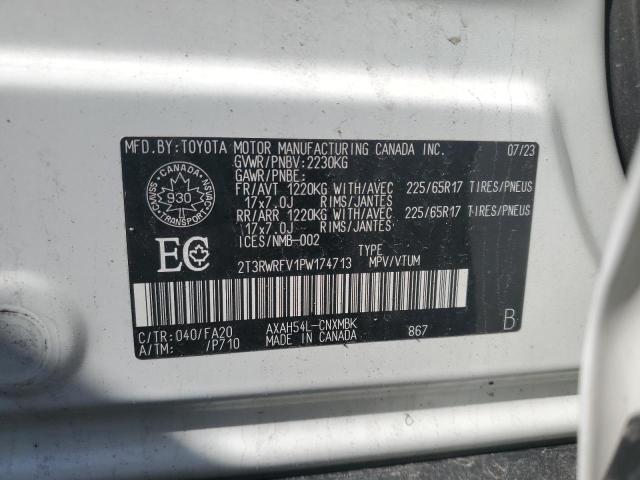 MFD.BY:TOYOTA MOTOR MANUFACTURING CANADA INC. 07/23
GVWR/PNBV:2230KG
GAWR/PNBE:
FR/AVT 1220KG WITH/AVEC 225/65R17 TIRES/PNEUS
17x7.0J RIMS/JANTES
RR/ARR 1220KG WITH/AVEC 225/65R17 TIRES/PNEUS
17x7.0J RIMS/JANTES
ICES/NMB-002
CANADA
CMVSS 930 NSVAC
TRANSPORT
EC
TYPE
2T3RWRFV1PW174713 MPV/VTUM
C/TR:040/FA20 AXAH54L-CNXMBK 867 B
A/TM: /P710 MADE IN CANADA